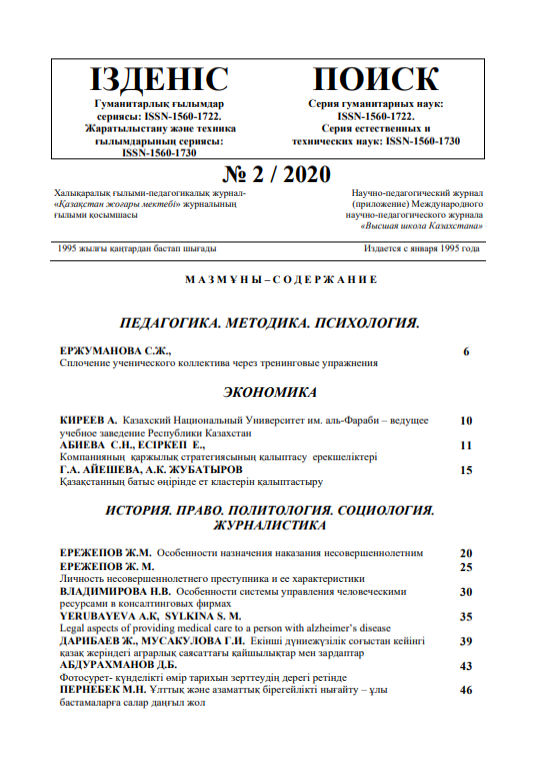 ІЗДЕНІС
Гуманитарлық ғылымдар
сериясы: ISSN-1560-1722.
Жаратылыстану және техника
ғылымдарының сериясы:
ISSN-1560-1730
ПОИСК
Серия гуманитарных наук:
ISSN-1560-1722.
Серия естественных и
технических наук: ISSN-1560-1730
№ 2 / 2020
Халықаралық ғылыми-педагогикалық журнал-
«Қазақстан жоғары мектебі» журналының
ғылыми қосымшасы
Научно-педагогический журнал
(приложение) Международного
научно-педагогического журнала
«Высшая школа Казахстана»
1995 жылғы қаңтардан бастап шығады
Издается с января 1995 года
МАЗМҰНЫ–СОДЕРЖАНИЕ
ПЕДАГОГИКА. МЕТОДИКА. ПСИХОЛОГИЯ.
ЕРЖУМАНОВА С.Ж., 6
Сплочение ученического коллектива через тренинговые упражнения
ЭКОНОМИКА
КИРЕЕВ А. Казахский Национальный Университет им. аль-Фараби – ведущее 10
учебное заведение Республики Казахстан
АБИЕВА С.Н., ЕСІРКЕП Е., 11
Компанияның қаржылық стратегиясының қалыптасу ерекшеліктері
Г.А. АЙЕШЕВА, А.К. ЖУБАТЫРОВ 15
Қазақстанның батыс өңірінде ет кластерін қалыптастыру
ИСТОРИЯ. ПРАВО. ПОЛИТОЛОГИЯ. СОЦИОЛОГИЯ.
ЖУРНАЛИСТИКА
ЕРЕЖЕПОВ Ж.М. Особенности назначения наказания несовершеннолетним 20
ЕРЕЖЕПОВ Ж. М. 25
Личность несовершеннолетнего преступника и ее характеристики
ВЛАДИМИРОВА Н.В. Особенности системы управления человеческими 30
ресурсами в консалтинговых фирмах
YERUBAYEVA A.K, SYLKINA S. M. 35
Legal aspects of providing medical care to a person with alzheimer's disease
ДАРИБАЕВ Ж., МУСАКУЛОВА Г.И. Екінші дүниежүзілік соғыстан кейінгі 39
қазақ жеріндегі аграрлық саясаттағы қайшылықтар мен зардаптар
АБДУРАХМАНОВ Д.Б. 43
Фотосурет- күнделікті өмір тарихын зерттеудің дерегі ретінде
ПЕРНЕБЕК М.Н. Ұлттық және азаматтық бірегейлікті нығайту – ұлы 46
бастамаларға салар даңғыл жол